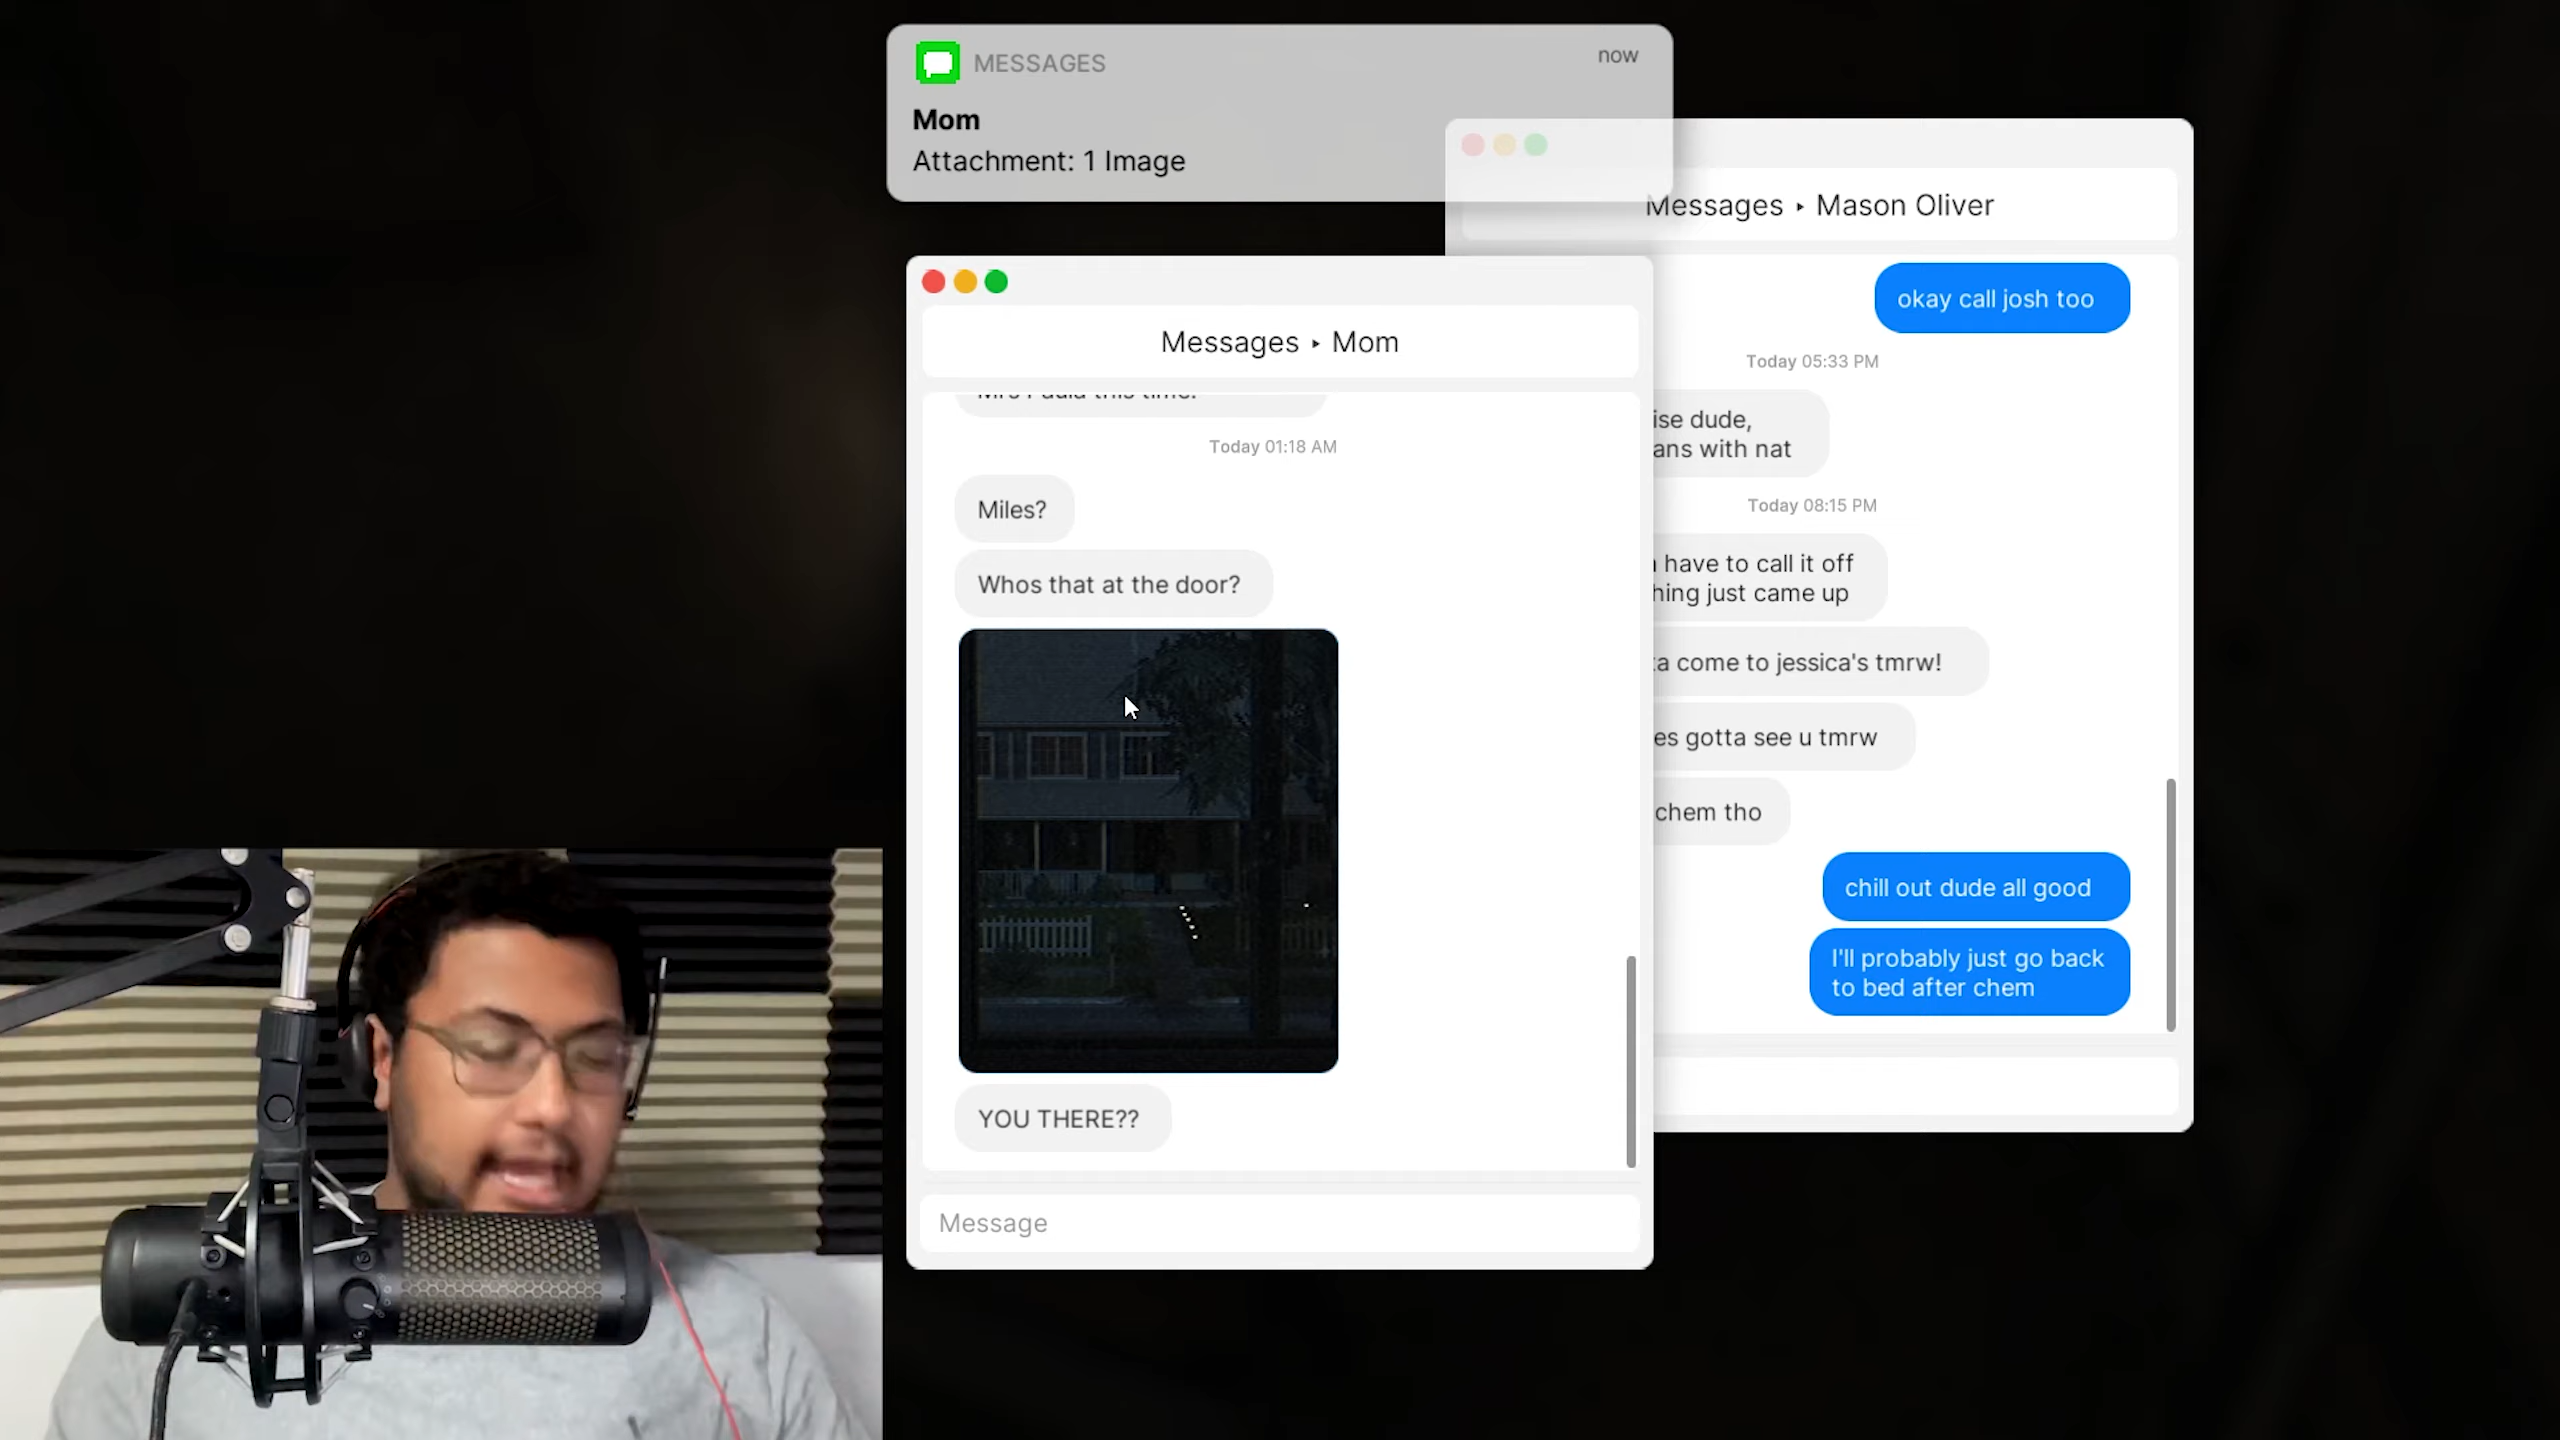 MESSAGES
now
Mom
Attachment: 1 Image
Messages ‣ Mason Oliver
okay call josh too
Today 05:33 PM
ise dude,
ans with nat
Today 08:15 PM
have to call it off
hing just came up
a come to jessica's tmrw!
es gotta see u tmrw
chem tho
chill out dude all good
I'll probably just go back
to bed after chem
Messages ‣ Mom
this time.
Today 01:18 AM
Miles?
Whos that at the door?
YOU THERE??
Message